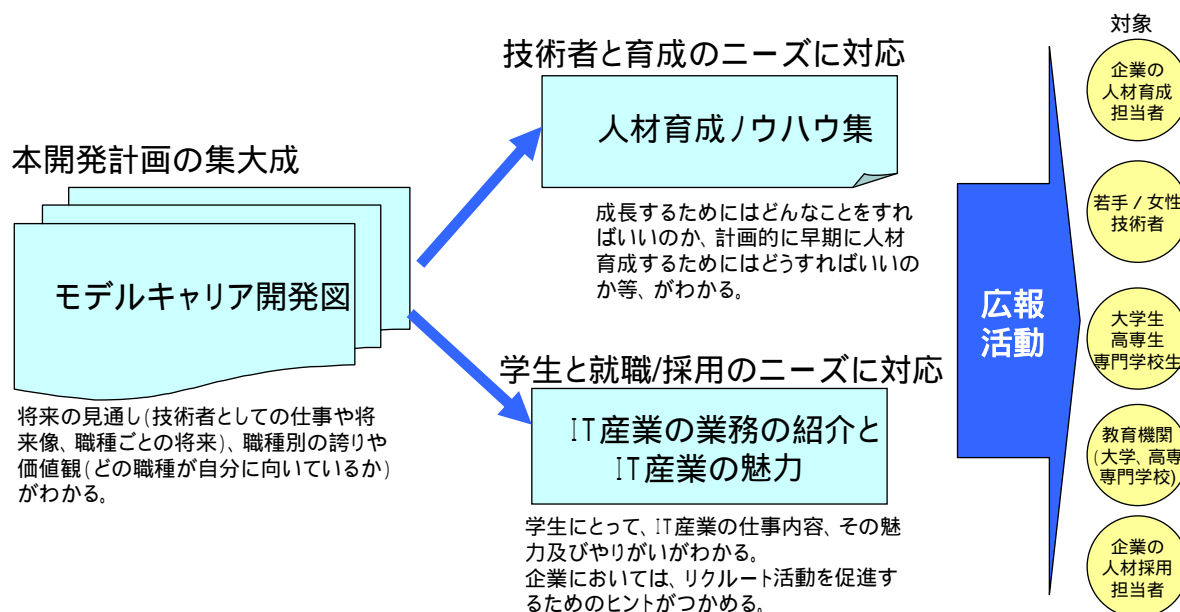 本開発計画の集大成
モデルキャリア開発図
将来の見通し(技術者としての仕事や将
来像、職種ごとの将来)、職種別の誇りや
価値観(どの職種が自分に向いているか)
がわかる。
技術者と育成のニーズに対応
人材育成ノウハウ集
成長するためにはどんなことをすれ
ばいいのか、計画的に早期に人材
育成するためにはどうすればいいの
か等、がわかる。
学生と就職/採用のニーズに対応
IT産業の業務の紹介と
IT産業の魅力
学生にとって、IT産業の仕事内容、その魅
力及びやりがいがわかる。
企業においては、リクルート活動を促進す
るためのヒントがつかめる。
広報
活動
対象
企業の
人材育成
担当者
若手/女性
技術者
大学生
高専生
専門学校生
教育機関
(大学、高専
専門学校)
企業の
人材採用
担当者